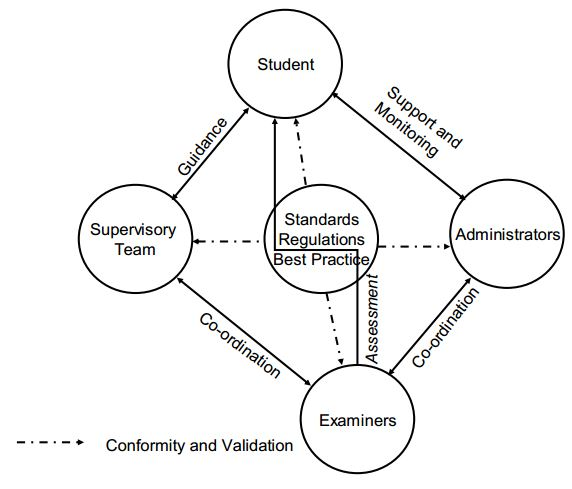 Student
Support and
Monitoring
Guidance
Supervisory
Team
Standards
Regulations
Best Practice
Administrators
Assessment
Co-ordination
Co-ordination
Examiners
Conformity and Validation